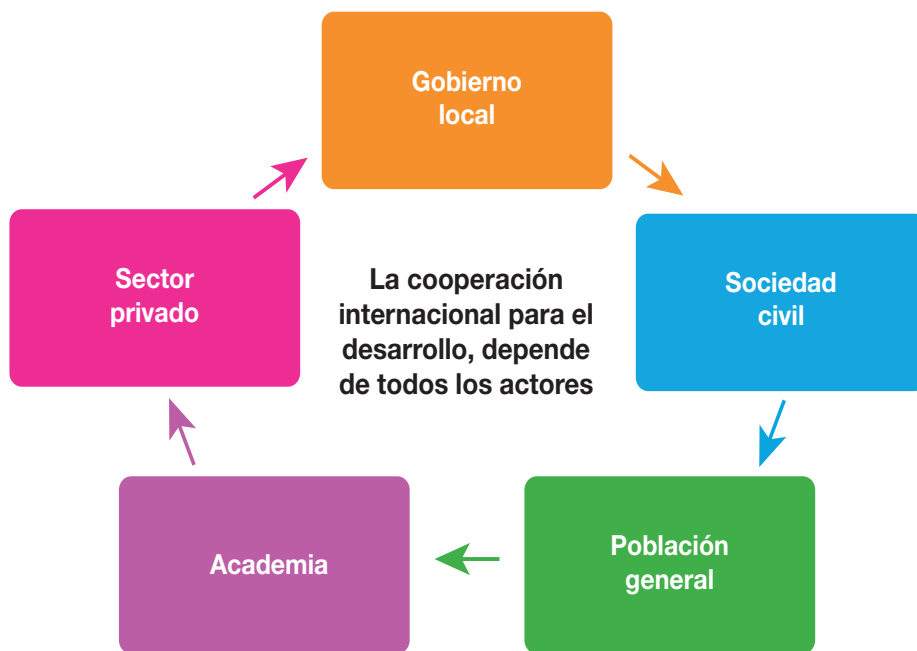 Gobierno
local
Sector
privado
La cooperación
internacional para el
desarrollo, depende
de todos los actores
Sociedad
civil
Academia
Población
general